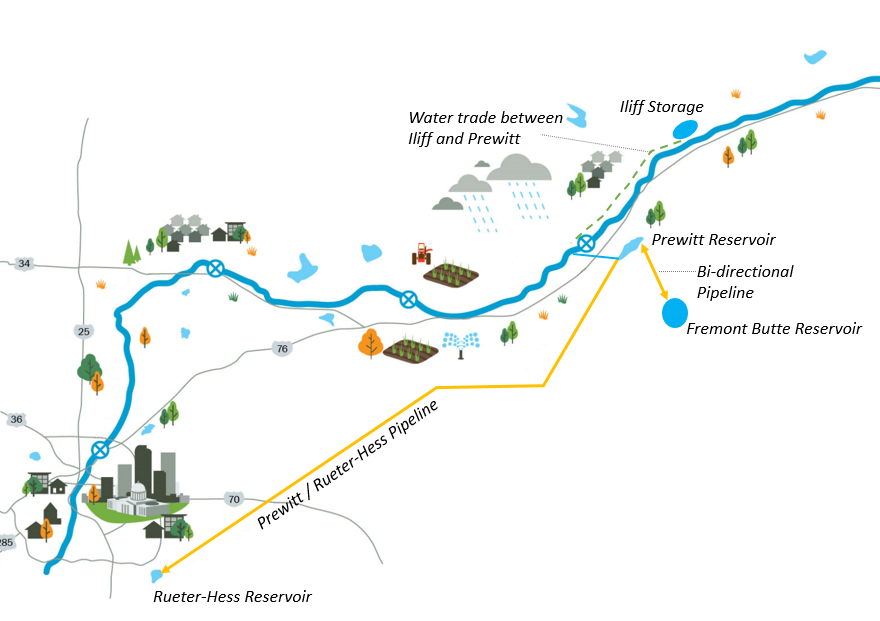 Iliff Storage
Water trade between
Iliff and Prewitt
Prewitt Reservoir
34
Bi-directional
Pipeline
Fremont Butte Reservoir
25
76
36
Prewitt / Rueter-Hess Pipeline
70
285
Rueter-Hess Reservoir